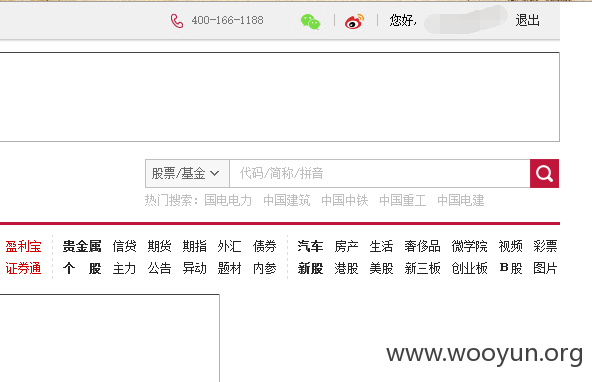 400-166-1188 您好, 退出
股票/基金 代码/简称/拼音
热门搜索: 国电电力 中国建筑 中国中铁 中国重工 中国电建
盈利宝 贵金属 信贷 期货 期指 外汇 债券 汽车 房产 生活 奢侈品 微学院 视频 彩票
证券通 个 股 主力 公告 异动 题材 内参 新股 港股 美股 新三板 创业板 B股 图片
www.wooyun.org